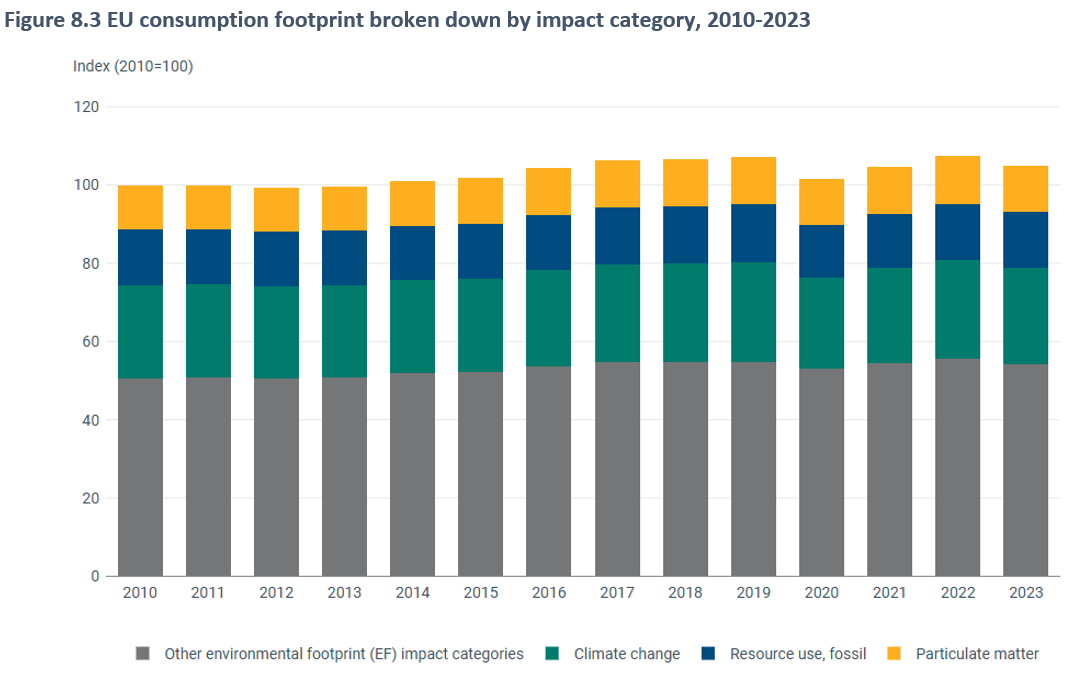 Figure 8.3 EU consumption footprint broken down by impact category, 2010-2023
Index (2010=100)
120
100
80
60
40
20
0
2010 2011 2012 2013 2014 2015 2016 2017 2018 2019 2020 2021 2022 2023
Other environmental footprint (EF) impact categories Climate change Resource use, fossil Particulate matter